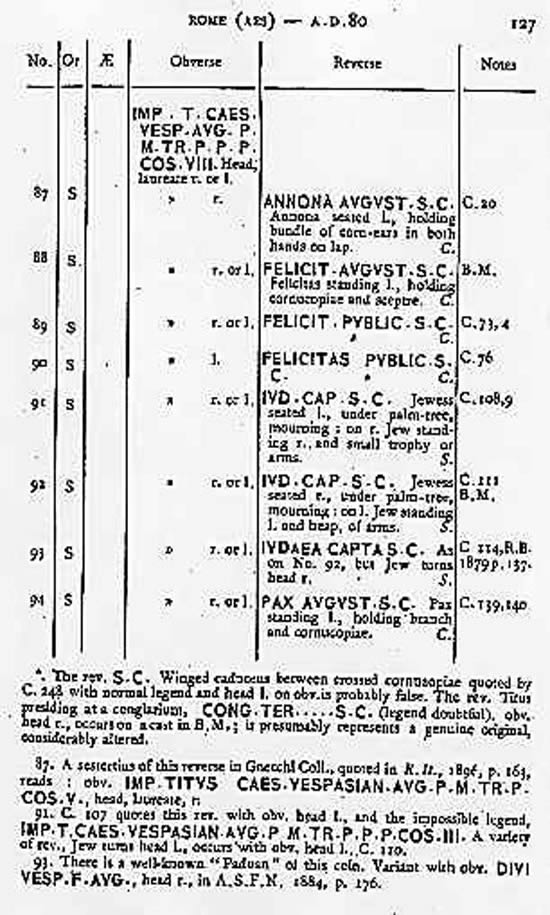 ROME (AES) — A.D.80 127
No. Or Æ Obverse Reverse Notes
IMP . T . CAES.
VESP.AVG. P.
M.TR.P.P.P.
COS.VIII. Head,
laureate r. or l.
87 S » r. ANNONA AVGVST.S.C. C.20
Annona seated l., holding
bundle of corn-ears in both
hands on lap. C.
88 S. » r. or l. FELICIT.AVGVST.S.C. B.M.
Felicitas standing l., holding
cornucopiae and sceptre. C.
89 S » r. or l. FELICIT.PVBLIC.S.C. C.73,4
» C.
90 S » l. FELICITAS PVBLIC.S. C.76
C. » C.
91 S » r. or l. IVD.CAP.S.C. Jewess C.108,9
seated l., under palm-tree,
mourning : on r. Jew stand-
ing r., and small trophy or
arms. S.
92 S » r. or l. IVD.CAP.S.C. Jewess C.111
seated r., under palm-tree, B.M.
mourning : on l. Jew standing
l. and heap, of arms. S.
93 S » r. or l. IVDAEA CAPTA S.C. As C 114,R.B.
on No. 92, but Jew turns 1879 p. 137.
head r. S.
94 S » r. or l. PAX AVGVST.S.C. Pax C.139,140
standing l., holding branch
and cornucopiae. C.
*. The rev. S.C. Winged caduceus between crossed cornucopiae quoted by
C. 248 with normal legend and head l. on obv. is probably false. The rev. Titus
presiding at a congiarium, CONG.TER.....S.C. (legend doubtful), obv.
head r., occurs on a cast in B.M.; it presumably represents a genuine original,
considerably altered.
87. A sestertius of this reverse in Gnecchi Coll., quoted in R.It., 1896, p. 163,
reads : obv. IMP.TITVS CAES.VESPASIAN.AVG.P.M.TR.P.
COS.V., head, laureate, r.
91. C. 107 quotes this rev. with obv. head l., and the impossible legend,
IMP.T.CAES.VESPASIAN.AVG.P.M.TR.P.P.P.COS.III. A variety
of rev., Jew turns head l., occurs with obv. head l., C. 110.
93. There is a well-known "Paduan" of this coin. Variant with obv. DIVI
VESP.F.AVG., head r., in A.S.F.N. 1884, p. 176.